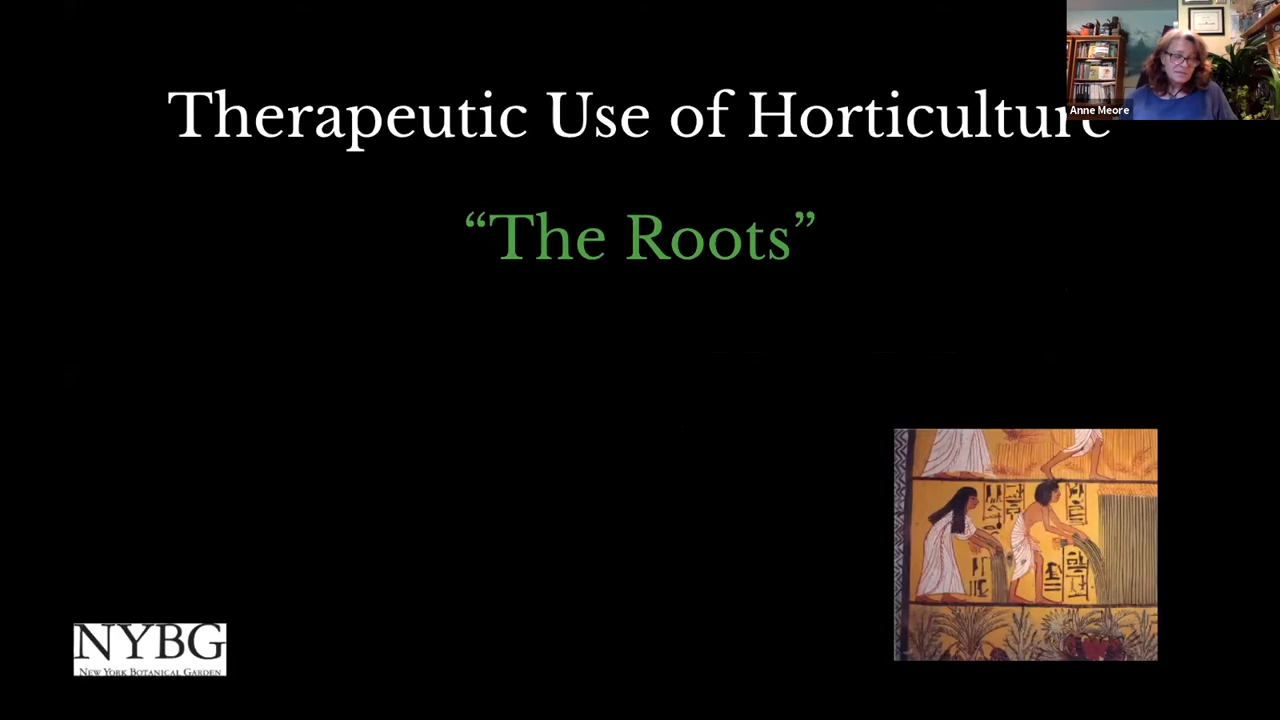 Therapeutic Use of Horticulture
Anne Meore
“The Roots”
NYBG
NEW YORK BOTANICAL GARDEN